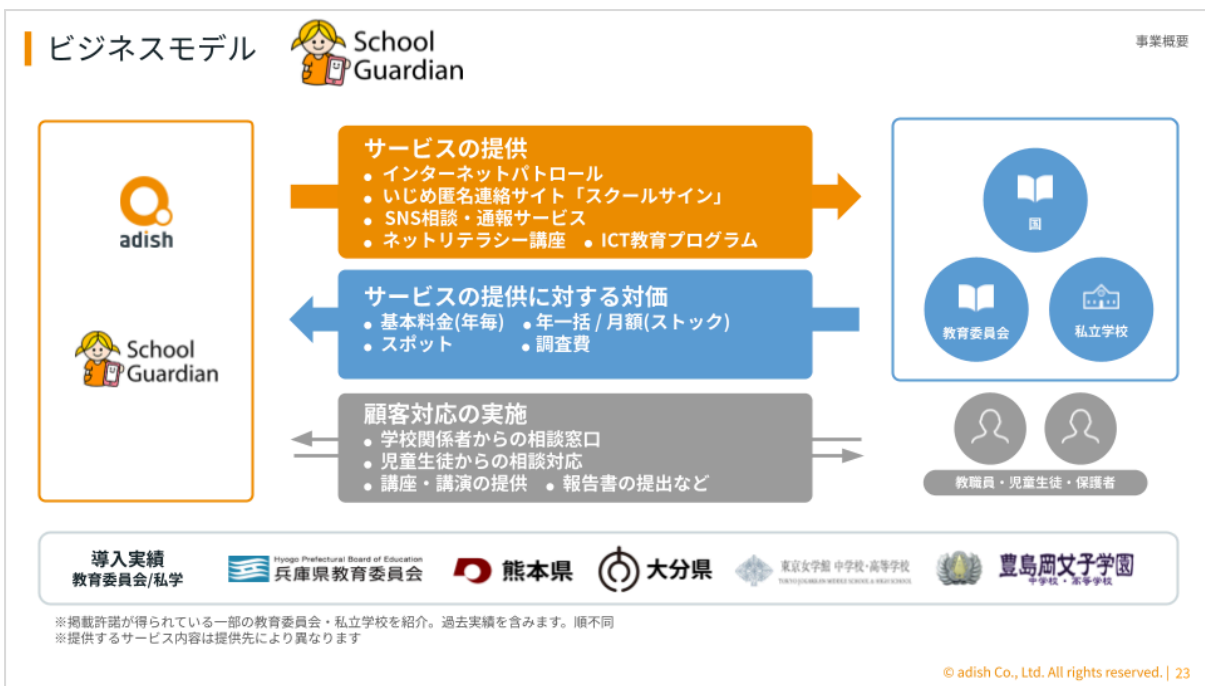 ビジネスモデル
School
Guardian
事業概要
adish
School
Guardian
サービスの提供
● インターネットパトロール
● いじめ匿名連絡サイト「スクールサイン」
● SNS相談・通報サービス
● ネットリテラシー講座 ● ICT教育プログラム
サービスの提供に対する対価
● 基本料金(年毎) ● 年一括 / 月額(ストック)
● スポット ● 調査費
顧客対応の実施
● 学校関係者からの相談窓口
● 児童生徒からの相談対応
● 講座・講演の提供 ● 報告書の提出など
国
教育委員会
私立学校
教職員・児童生徒・保護者
導入実績
教育委員会/私学
Hyogo Prefectural Board of Education
兵庫県教育委員会
熊本県
大分県
東京女学館 中学校・高等学校
TOKYO JOGAKKAN MIDDLE SCHOOL & HIGH SCHOOL
豊島岡女子学園
中学校・高等学校
※掲載許諾が得られている一部の教育委員会・私立学校を紹介。過去実績を含みます。順不同
※提供するサービス内容は提供先により異なります
© adish Co., Ltd. All rights reserved. | 23